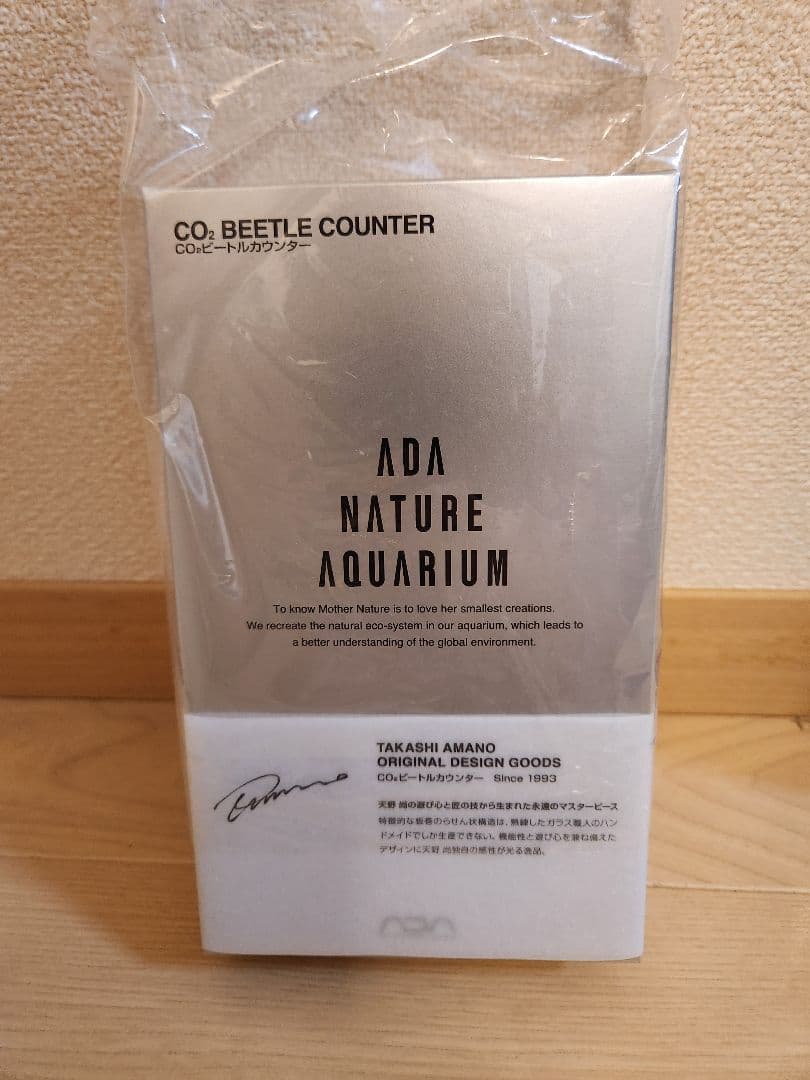 CO₂ BEETLE COUNTER
CO₂ビートルカウンター
ADA
NATURE
AQUARIUM
To know Mother Nature is to love her smallest creations.
We recreate the natural eco-system in our aquarium, which leads to
a better understanding of the global environment.
TAKASHI AMANO
ORIGINAL DESIGN GOODS
CO₂ビートルカウンター Since 1993
天野 尚の遊び心と匠の技から生まれた永遠のマスターピース
特徴的な板巻のらせん状構造は、熟練したガラス職人のハン
ドメイドでしか生産できない。機能性と遊び心を兼ね備えた
デザインに天野 尚独自の感性が光る逸品。
ADA